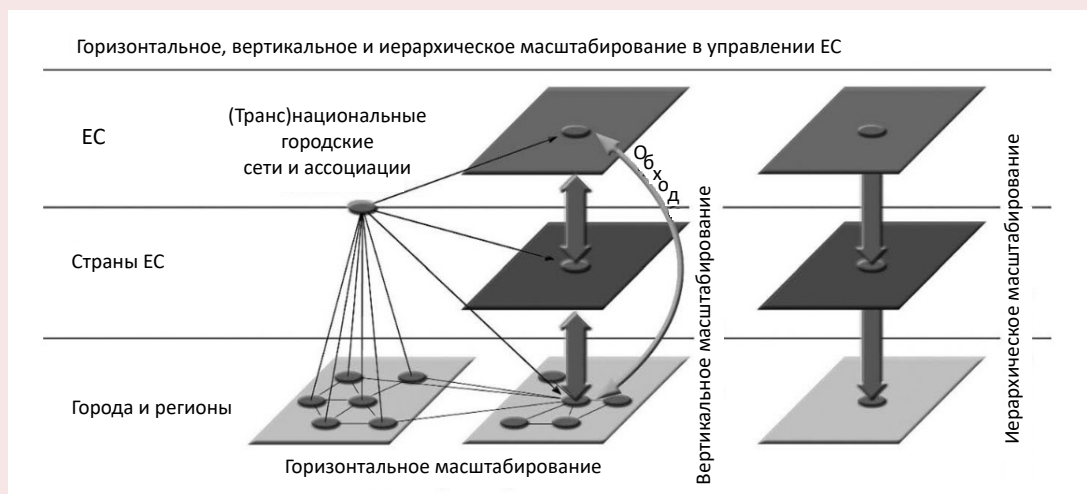 Горизонтальное, вертикальное и иерархическое масштабирование в управлении ЕС
ЕС
(Транс)национальные
городские
сети и ассоциации
Обход
Страны ЕС
Города и регионы
Горизонтальное масштабирование
Вертикальное масштабирование
Иерархическое масштабирование